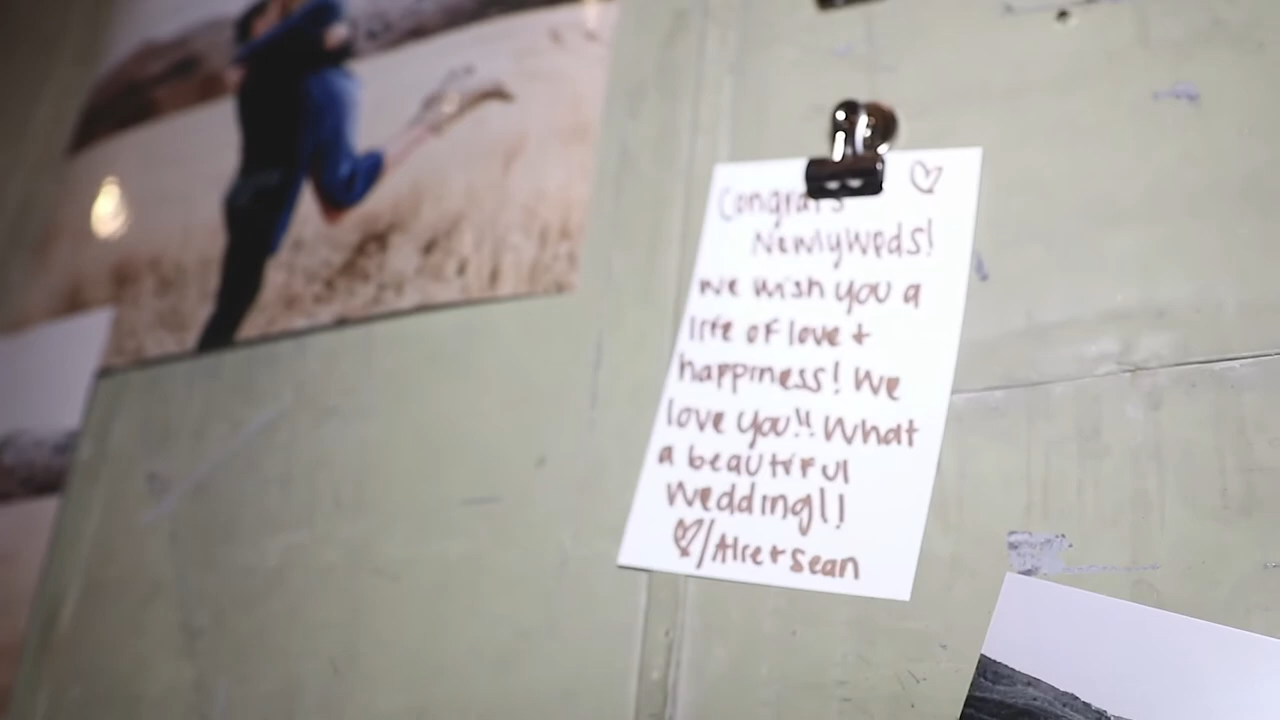 Congrats
Newlyweds!
we wish you a
life of love +
happiness! We
love you!! What
a beautiful
wedding!!
/ + sean